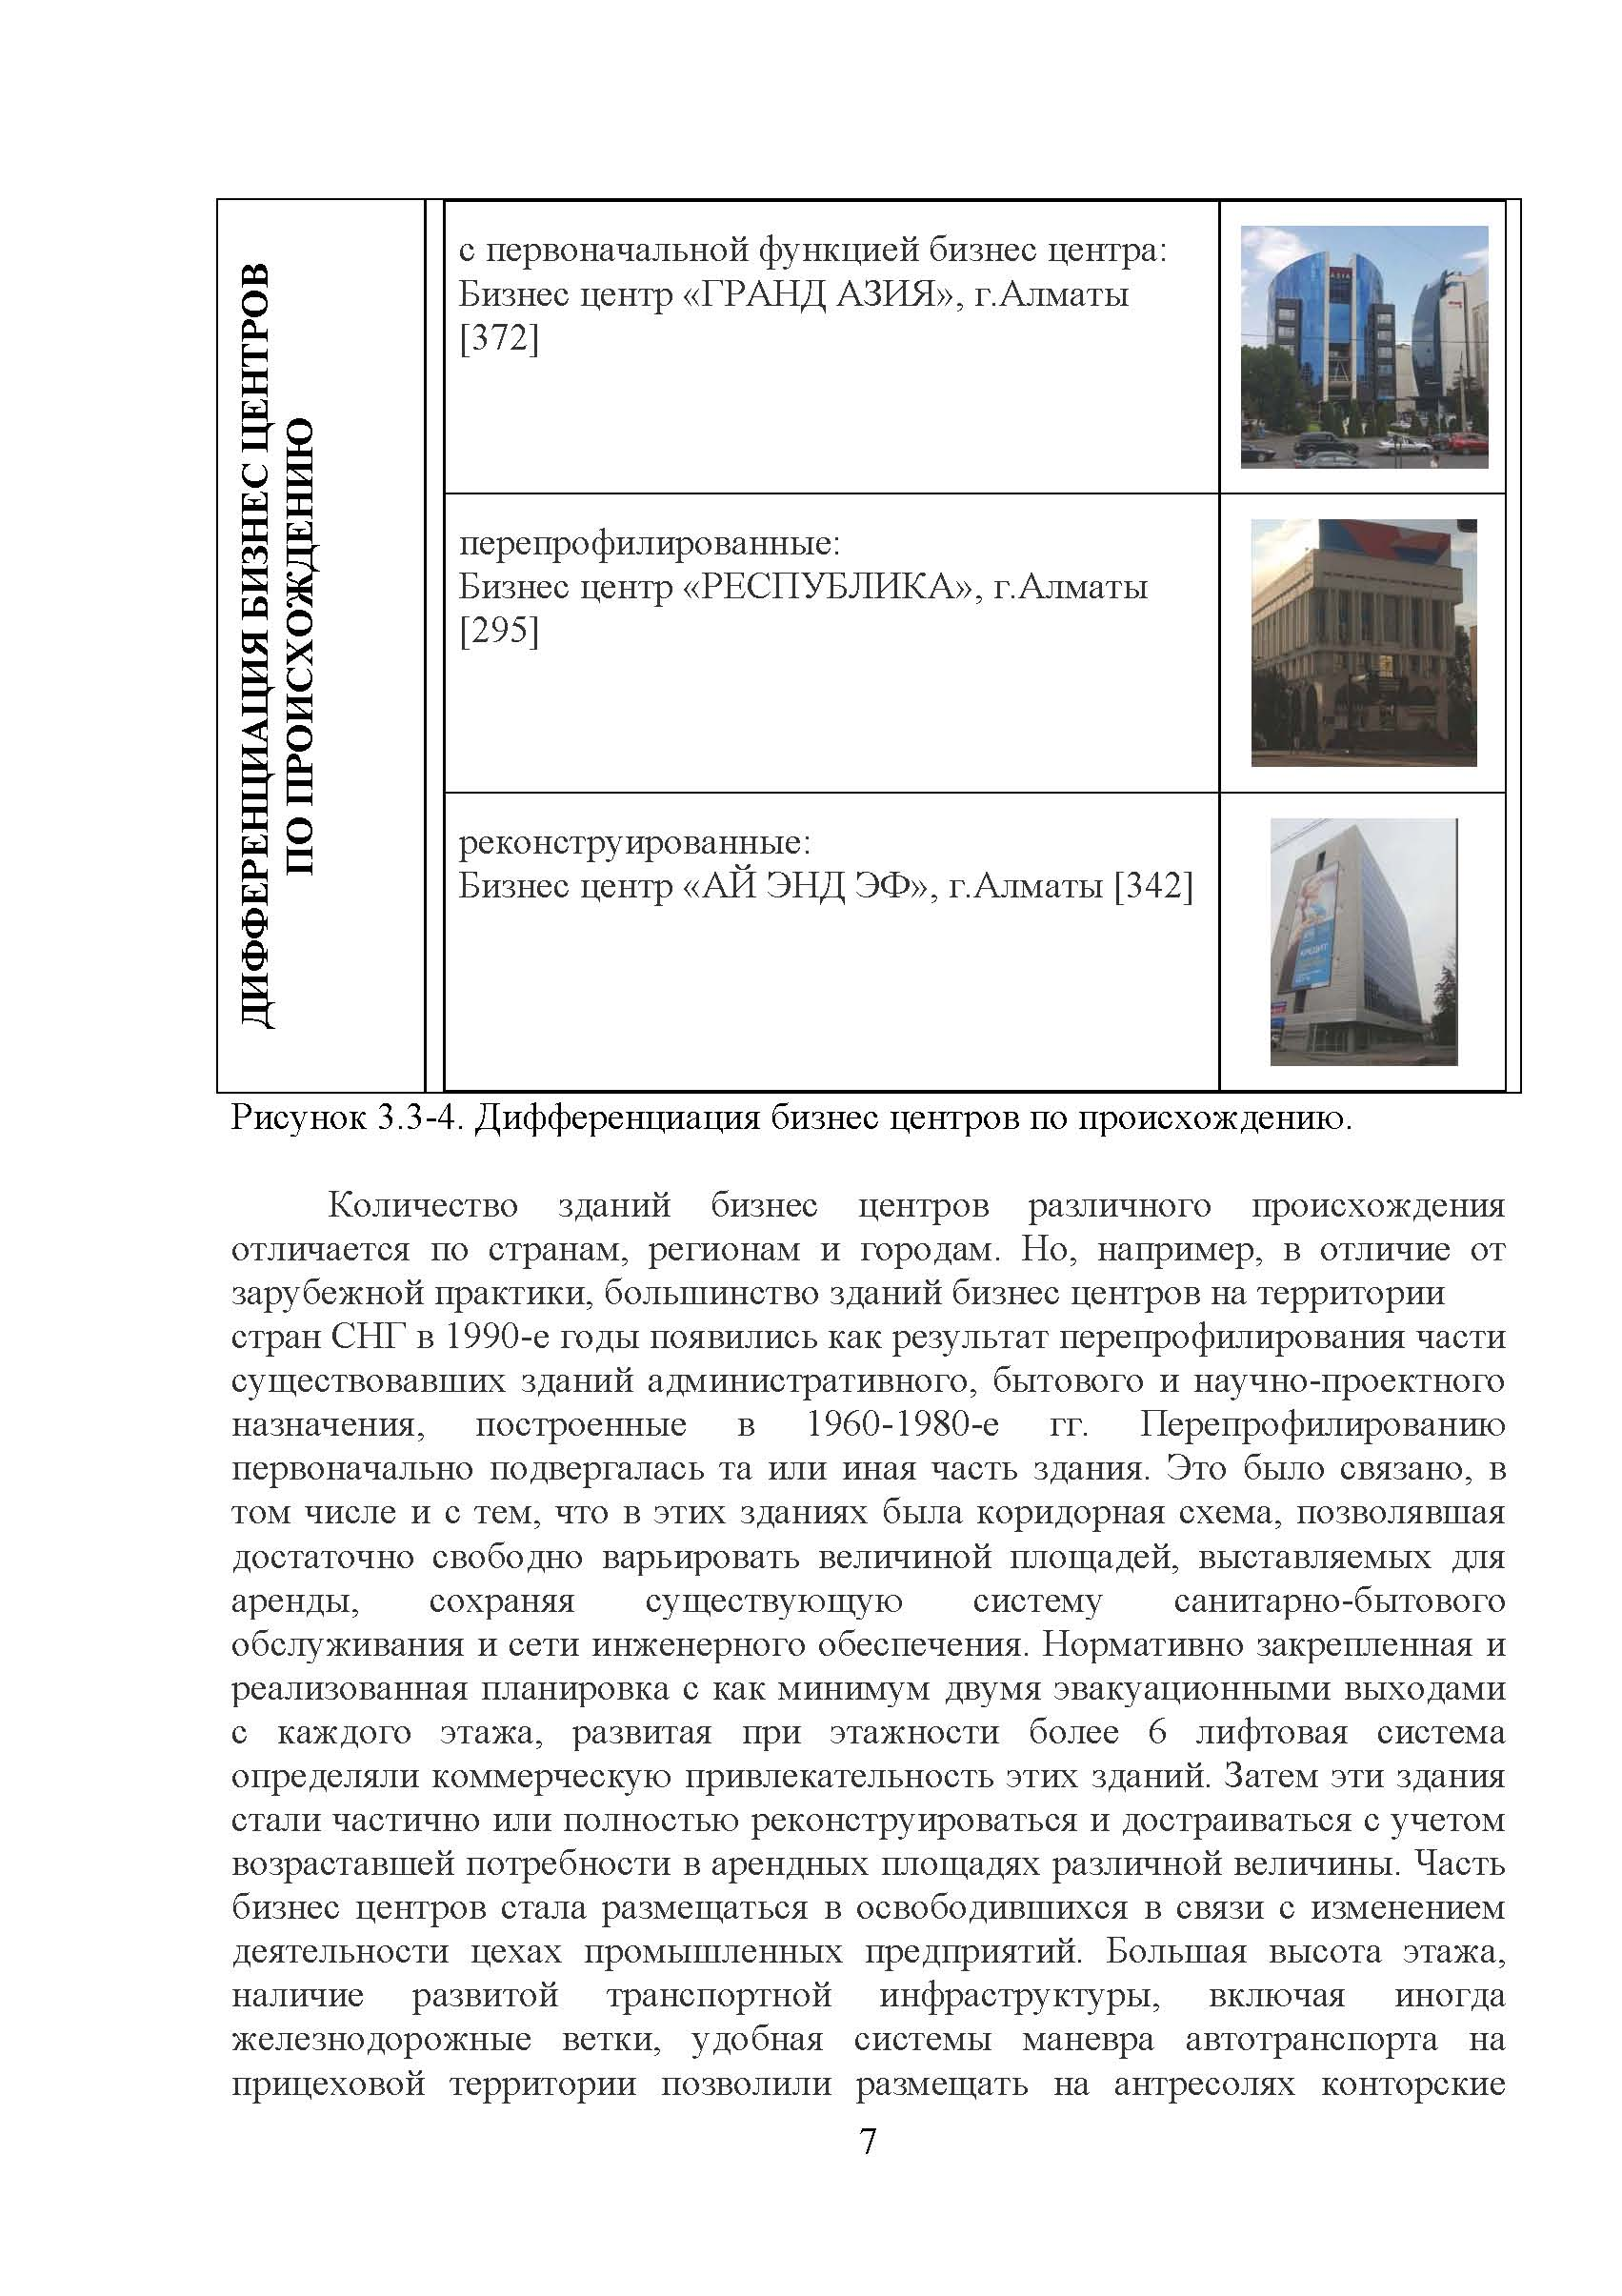 ДИФФЕРЕНЦИАЦИЯ БИЗНЕС ЦЕНТРОВ
ПО ПРОИСХОЖДЕНИЮ
с первоначальной функцией бизнес центра:
Бизнес центр «ГРАНД АЗИЯ», г.Алматы
[372]
перепрофилированные:
Бизнес центр «РЕСПУБЛИКА», г.Алматы
[295]
реконструированные:
Бизнес центр «АЙ ЭНД ЭФ», г.Алматы [342]
КРЕДИТ
Рисунок 3.3-4. Дифференциация бизнес центров по происхождению.
Количество зданий бизнес центров различного происхождения
отличается по странам, регионам и городам. Но, например, в отличие от
зарубежной практики, большинство зданий бизнес центров на территории
стран СНГ в 1990-е годы появились как результат перепрофилирования части
существовавших зданий административного, бытового и научно-проектного
назначения, построенные в 1960-1980-е гг. Перепрофилированию
первоначально подвергалась та или иная часть здания. Это было связано, в
том числе и с тем, что в этих зданиях была коридорная схема, позволявшая
достаточно свободно варьировать величиной площадей, выставляемых для
аренды, сохраняя существующую систему санитарно-бытового
обслуживания и сети инженерного обеспечения. Нормативно закрепленная и
реализованная планировка с как минимум двумя эвакуационными выходами
с каждого этажа, развитая при этажности более 6 лифтовая система
определяли коммерческую привлекательность этих зданий. Затем эти здания
стали частично или полностью реконструироваться и достраиваться с учетом
возраставшей потребности в арендных площадях различной величины. Часть
бизнес центров стала размещаться в освободившихся в связи с изменением
деятельности цехах промышленных предприятий. Большая высота этажа,
наличие развитой транспортной инфраструктуры, включая иногда
железнодорожные ветки, удобная системы маневра автотранспорта на
прицеховой территории позволили размещать на антресолях конторские
7